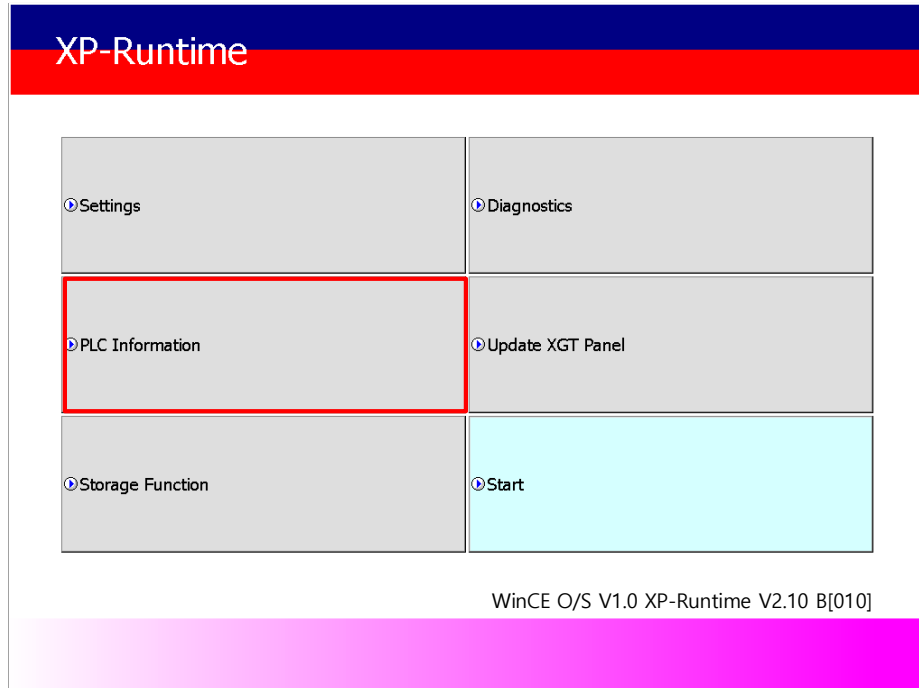 XP-Runtime
Settings
Diagnostics
PLC Information
Update XGT Panel
Storage Function
Start
WinCE O/S V1.0 XP-Runtime V2.10 B[010]